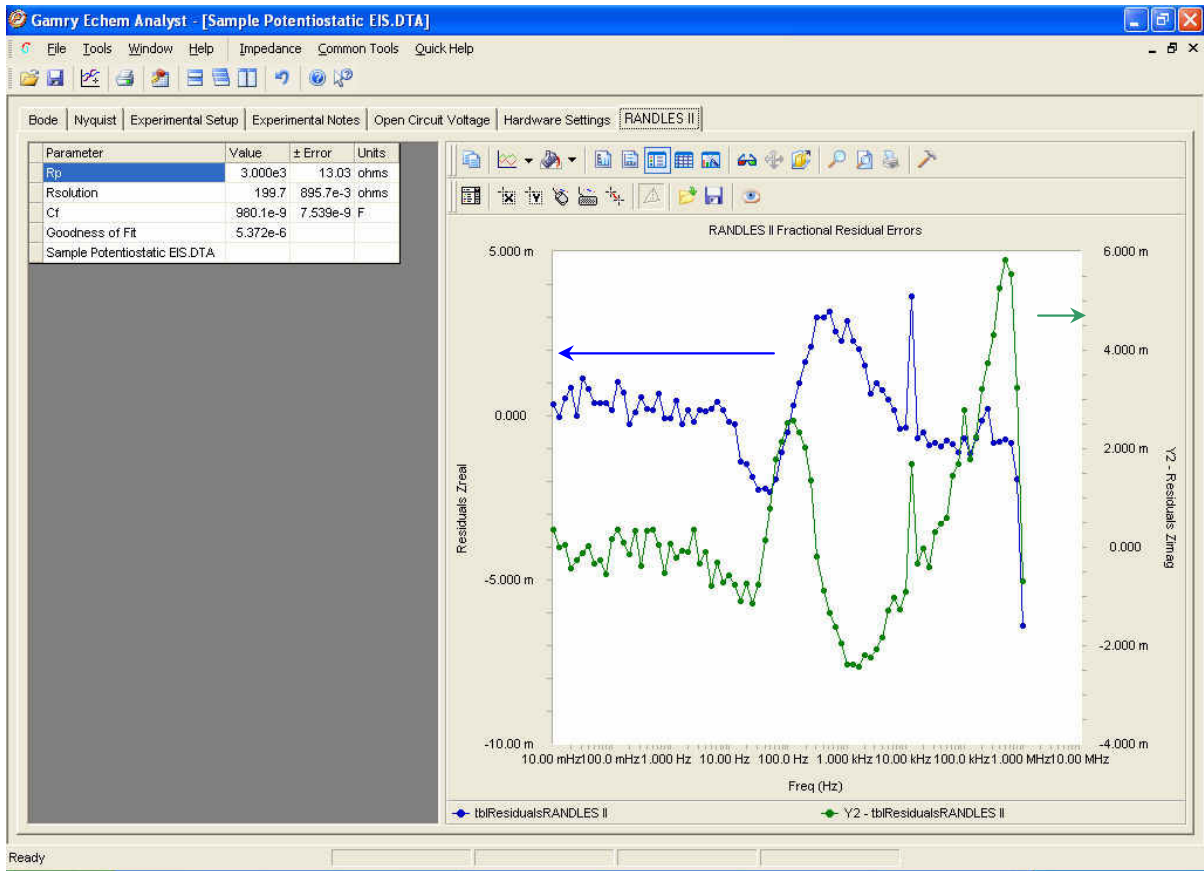 Gamry Echem Analyst - [Sample Potentiostatic EIS.DTA]
File Tools Window Help Impedance Common Tools Quick Help
Bode Nyquist Experimental Setup Experimental Notes Open Circuit Voltage Hardware Settings RANDLES II
Parameter Value ± Error Units
Rp 3.000e3 13.03 ohms
Rsolution 199.7 895.7e-3 ohms
Cf 980.1e-9 7.539e-9 F
Goodness of Fit 5.372e-6
Sample Potentiostatic EIS.DTA
RANDLES II Fractional Residual Errors
5.000 m
0.000
-5.000 m
-10.00 m
Residuals Zreal
6.000 m
4.000 m
2.000 m
0.000
-2.000 m
-4.000 m
Y2 - Residuals Zimag
10.00 mHz 100.0 mHz 1.000 Hz 10.00 Hz 100.0 Hz 1.000 kHz 10.00 kHz 100.0 kHz 1.000 MHz 10.00 MHz
Freq (Hz)
tblResidualsRANDLES II
Y2 - tblResidualsRANDLES II
Ready